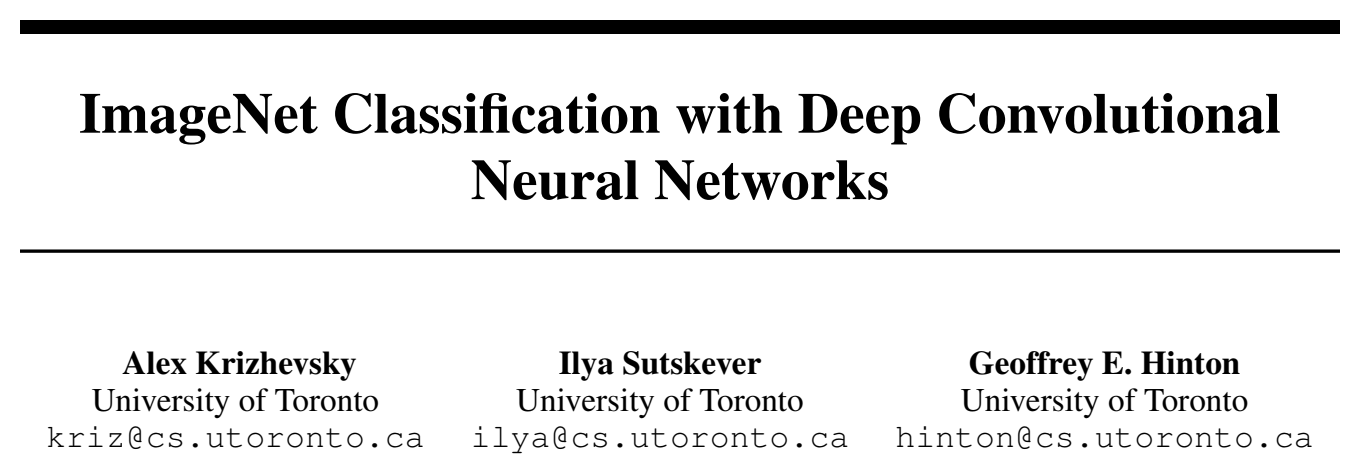 ImageNet Classification with Deep Convolutional
Neural Networks
Alex Krizhevsky
University of Toronto
kriz@cs.utoronto.ca
Ilya Sutskever
University of Toronto
ilya@cs.utoronto.ca
Geoffrey E. Hinton
University of Toronto
hinton@cs.utoronto.ca